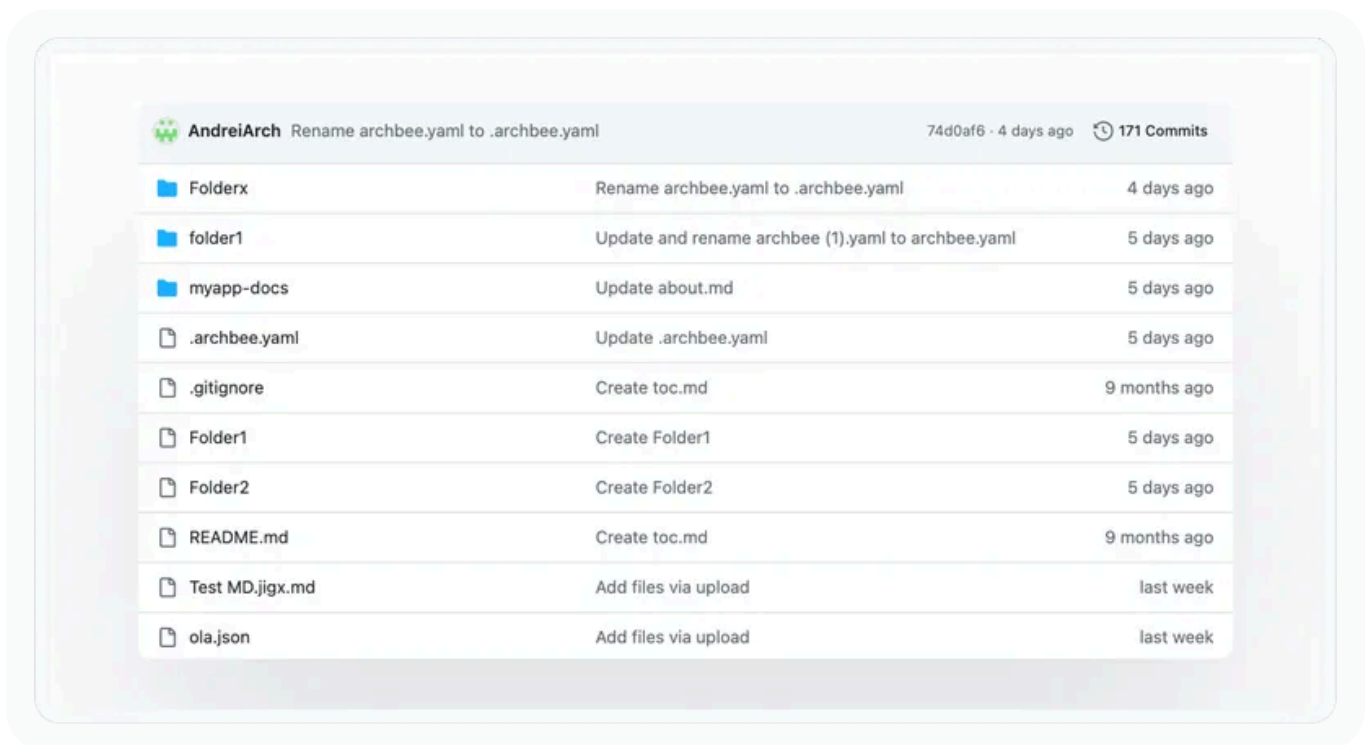 AndreiArch Rename archbee.yaml to .archbee.yaml 74d0af6 · 4 days ago 171 Commits
Folderx Rename archbee.yaml to .archbee.yaml 4 days ago
folder1 Update and rename archbee (1).yaml to archbee.yaml 5 days ago
myapp-docs Update about.md 5 days ago
.archbee.yaml Update .archbee.yaml 5 days ago
.gitignore Create toc.md 9 months ago
Folder1 Create Folder1 5 days ago
Folder2 Create Folder2 5 days ago
README.md Create toc.md 9 months ago
Test MD.jigx.md Add files via upload last week
ola.json Add files via upload last week